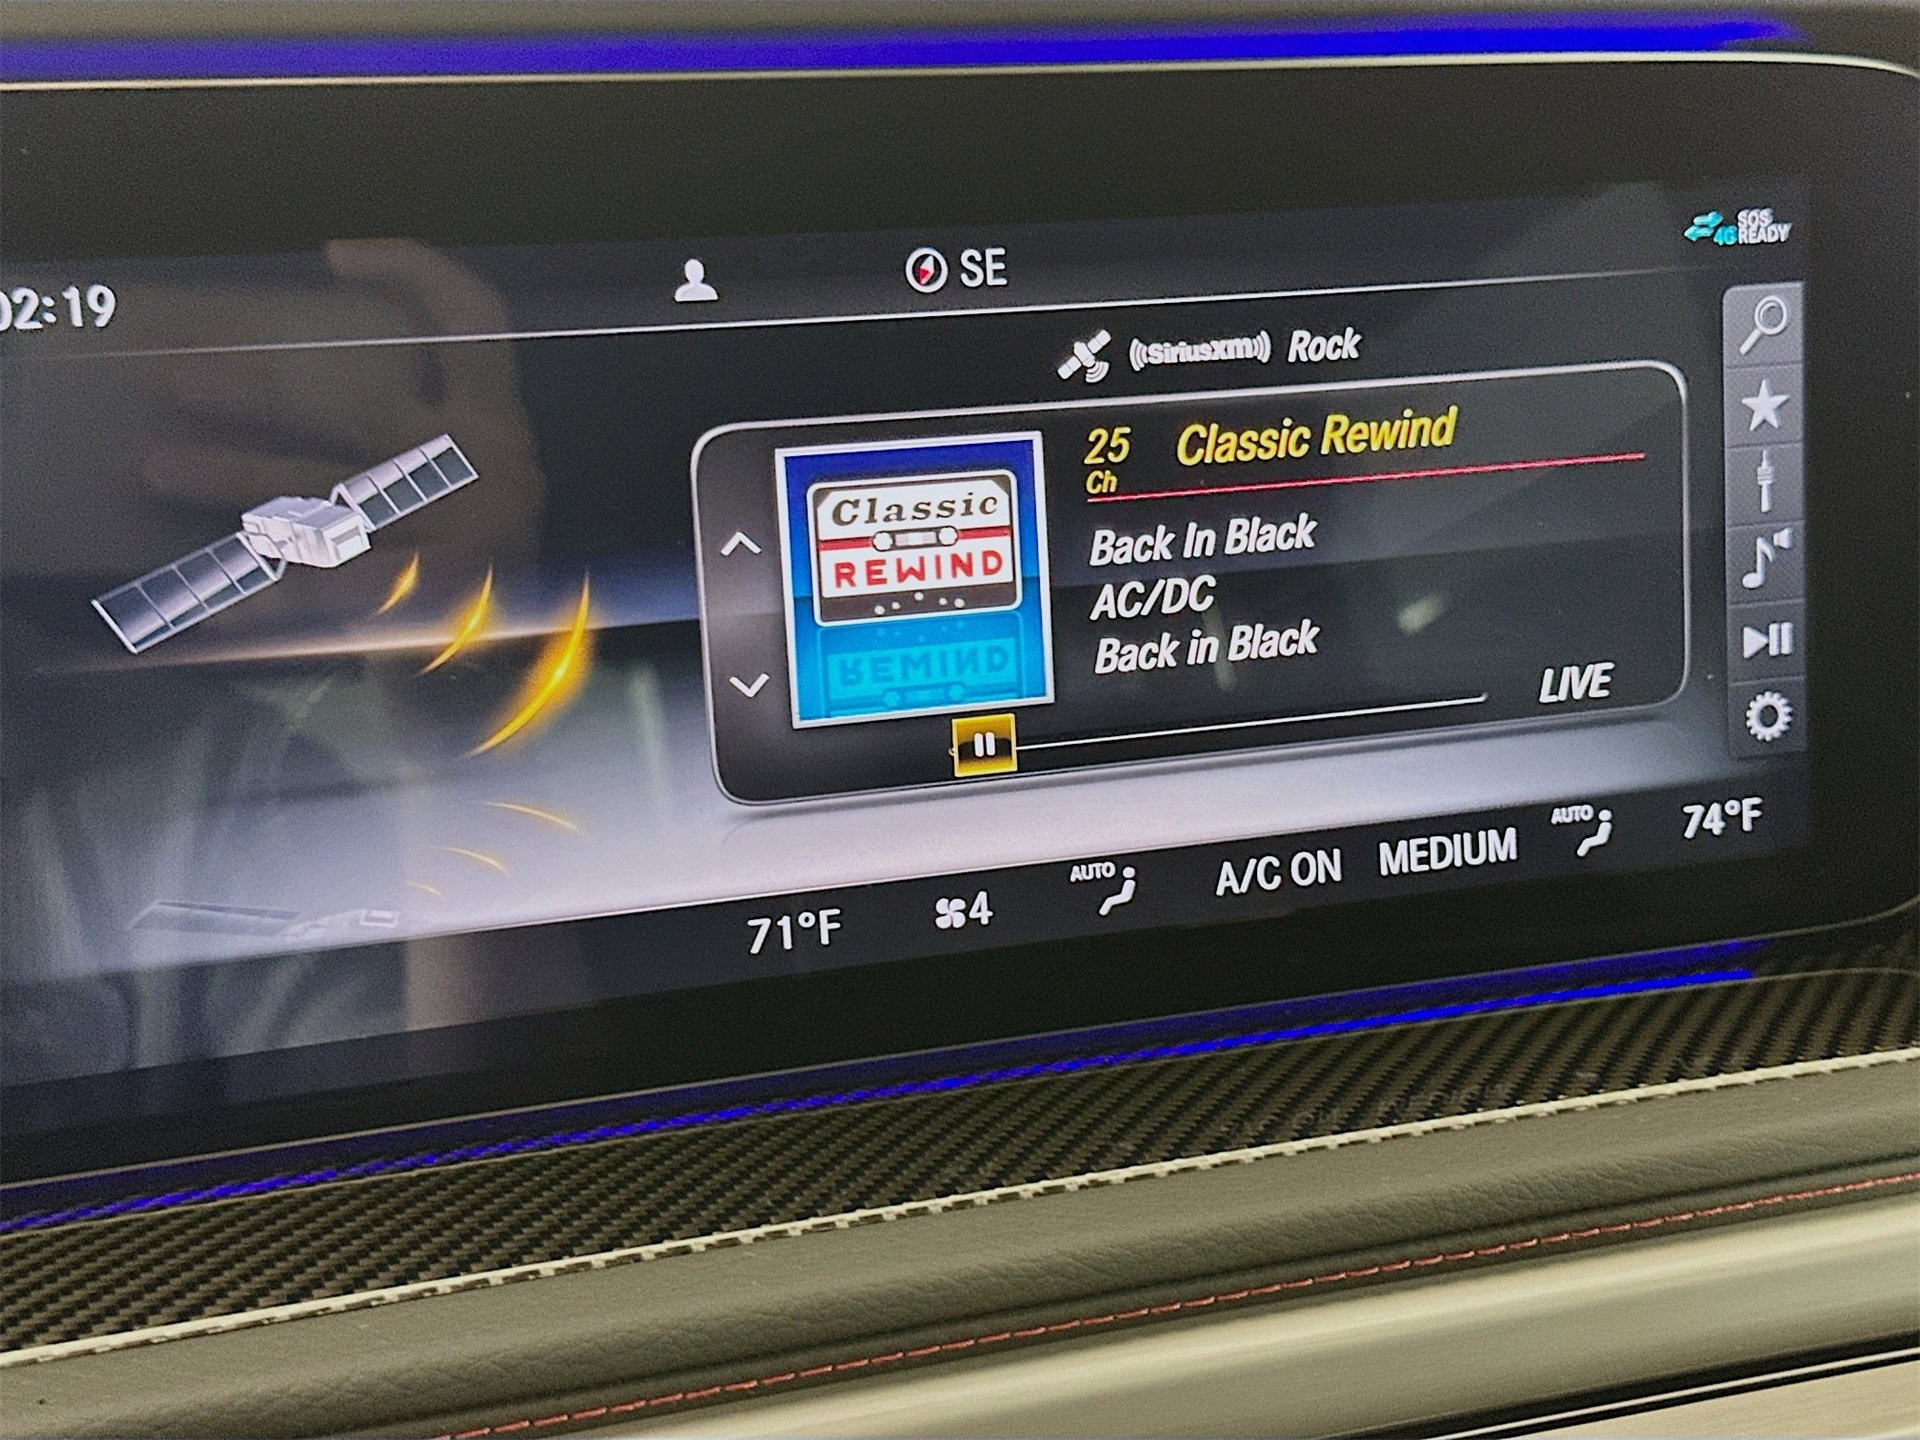 02:19
SE
4G SOS
READY
SiriusXM Rock
25 Classic Rewind
Ch
Classic
REWIND
REWIND
Back In Black
AC/DC
Back in Black
LIVE
71°F 4 AUTO A/C ON MEDIUM AUTO 74°F